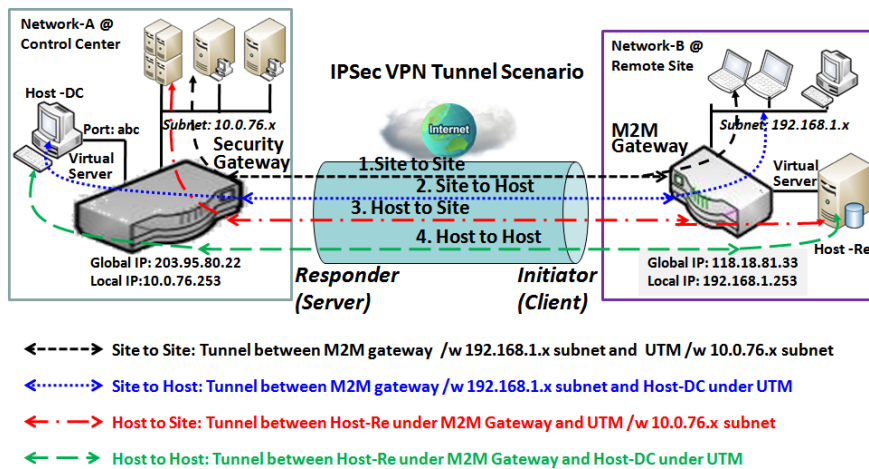 Network-A @
Control Center
Host -DC
Port: abc
Virtual
Server
Subnet: 10.0.76.x
Security
Gateway
Global IP: 203.95.80.22
Local IP:10.0.76.253
IPSec VPN Tunnel Scenario
Internet
1.Site to Site
2. Site to Host
3. Host to Site
4. Host to Host
Responder
(Server)
Initiator
(Client)
Network-B @
Remote Site
Subnet: 192.168.1.x
M2M
Gateway
Virtual
Server
Host -Re
Global IP: 118.18.81.33
Local IP: 192.168.1.253
Site to Site: Tunnel between M2M gateway /w 192.168.1.x subnet and UTM /w 10.0.76.x subnet
Site to Host: Tunnel between M2M gateway /w 192.168.1.x subnet and Host-DC under UTM
Host to Site: Tunnel between Host-Re under M2M Gateway and UTM /w 10.0.76.x subnet
Host to Host: Tunnel between Host-Re under M2M Gateway and Host-DC under UTM